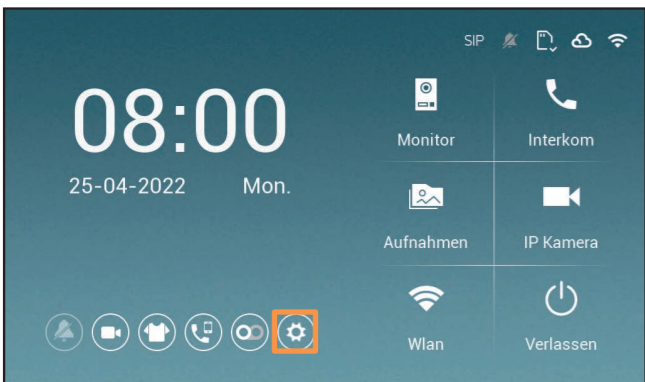 SIP
08:00
25-04-2022 Mon.
Monitor
Interkom
Aufnahmen
IP Kamera
Wlan
Verlassen